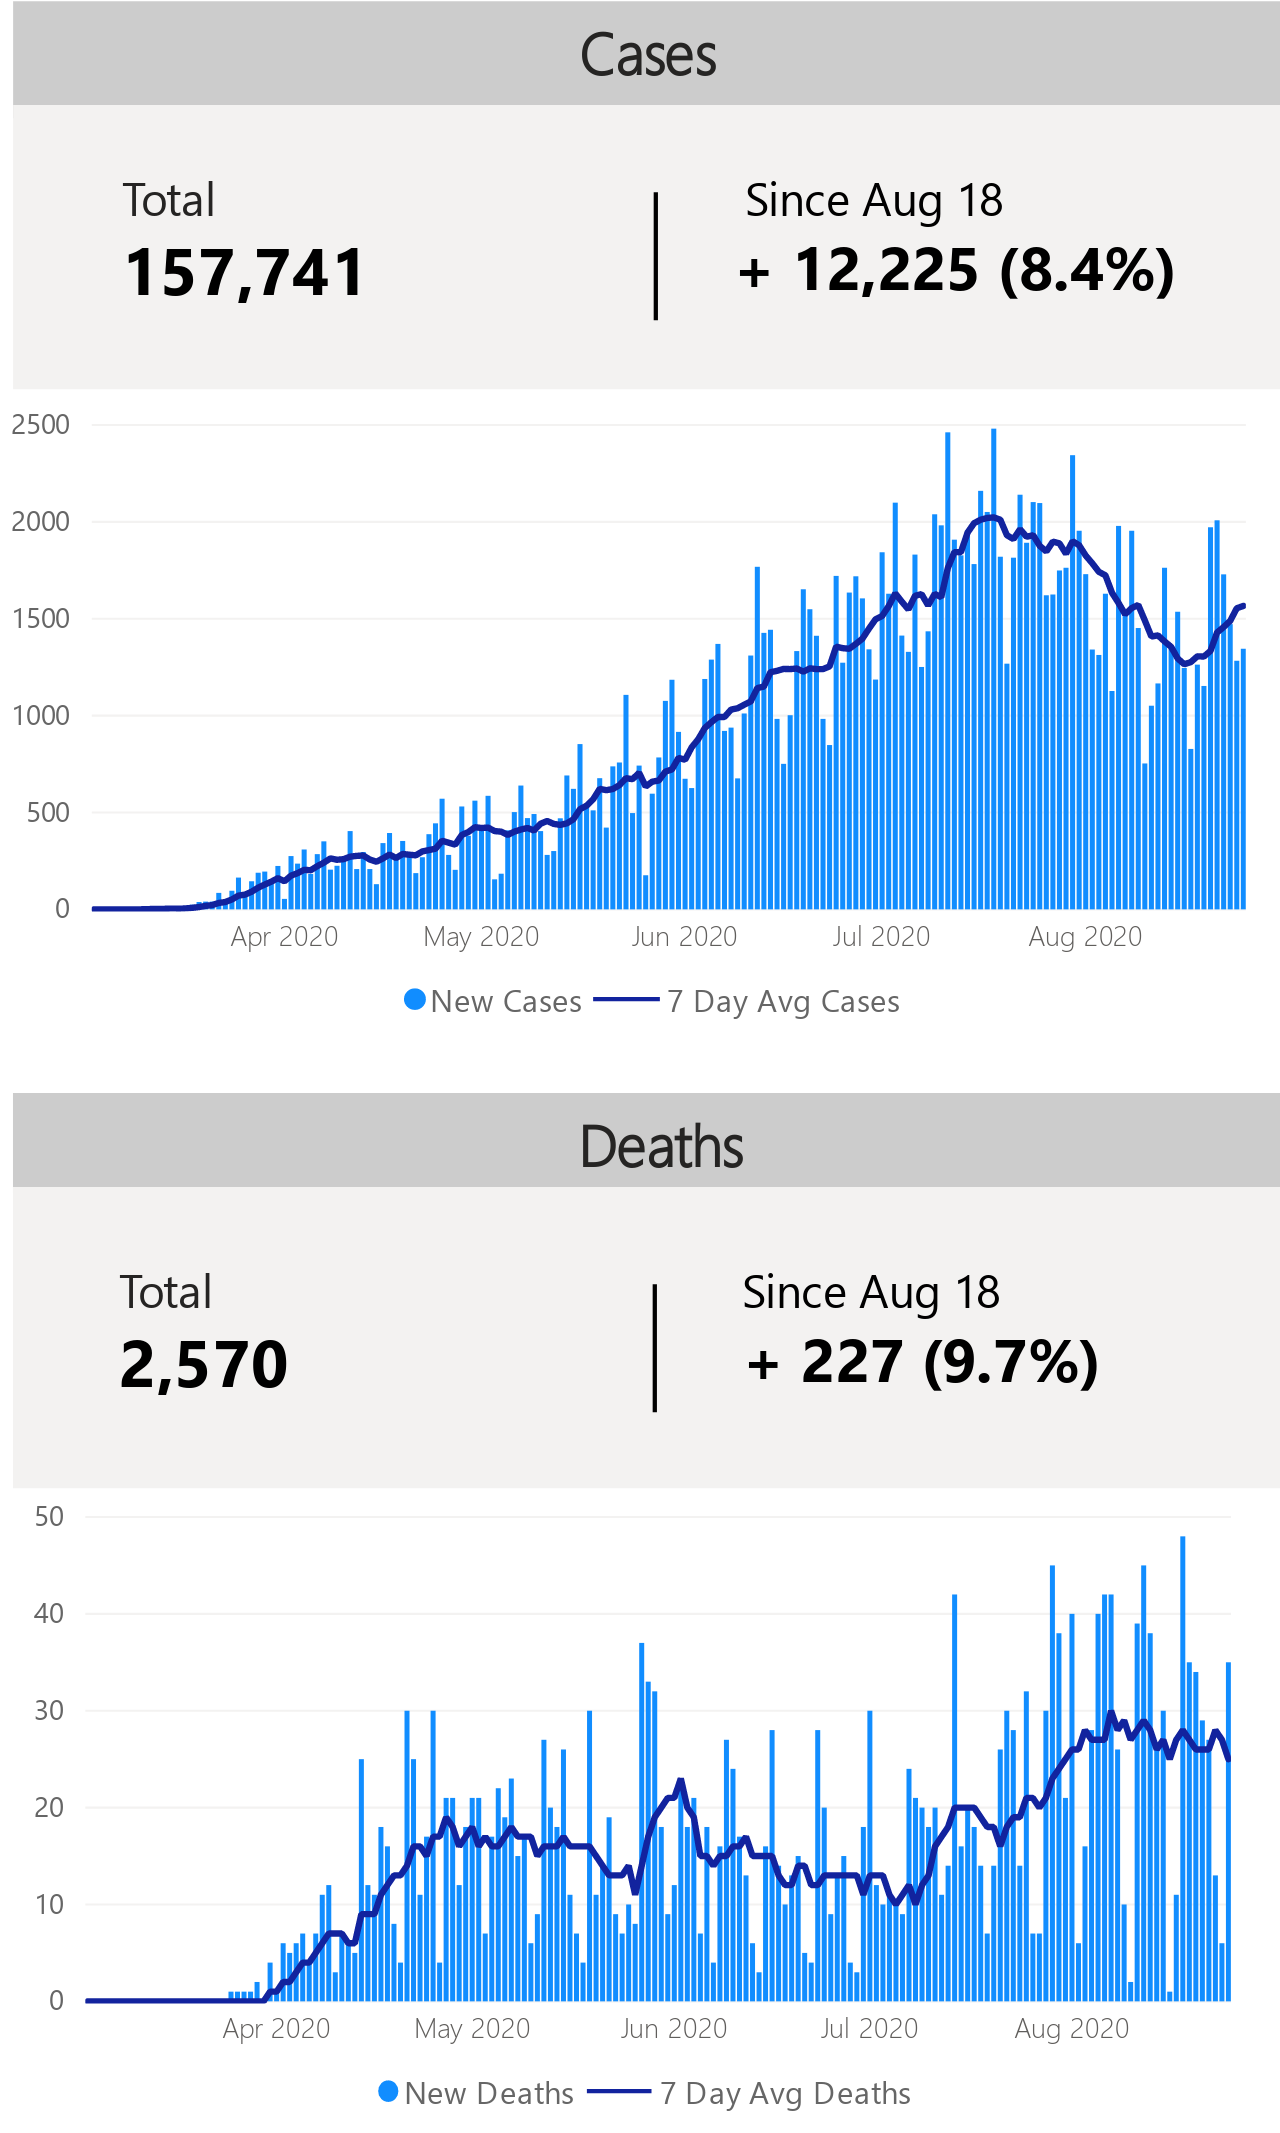 Cases
Total
Since Aug 18
157,741
+ 12,225 (8.4%)
2500
2000
1500
1000
500
0
Apr 2020
May 2020
Jun 2020
Jul 2020
Aug 2020
New Cases
7 Day Avg Cases
Deaths
Total
Since Aug 18
2,570
+ 227 (9.7%)
50
40
30
20
10
0
Apr 2020
May 2020
Jun 2020
Jul 2020
Aug 2020
New Deaths
7 Day Avg Deaths